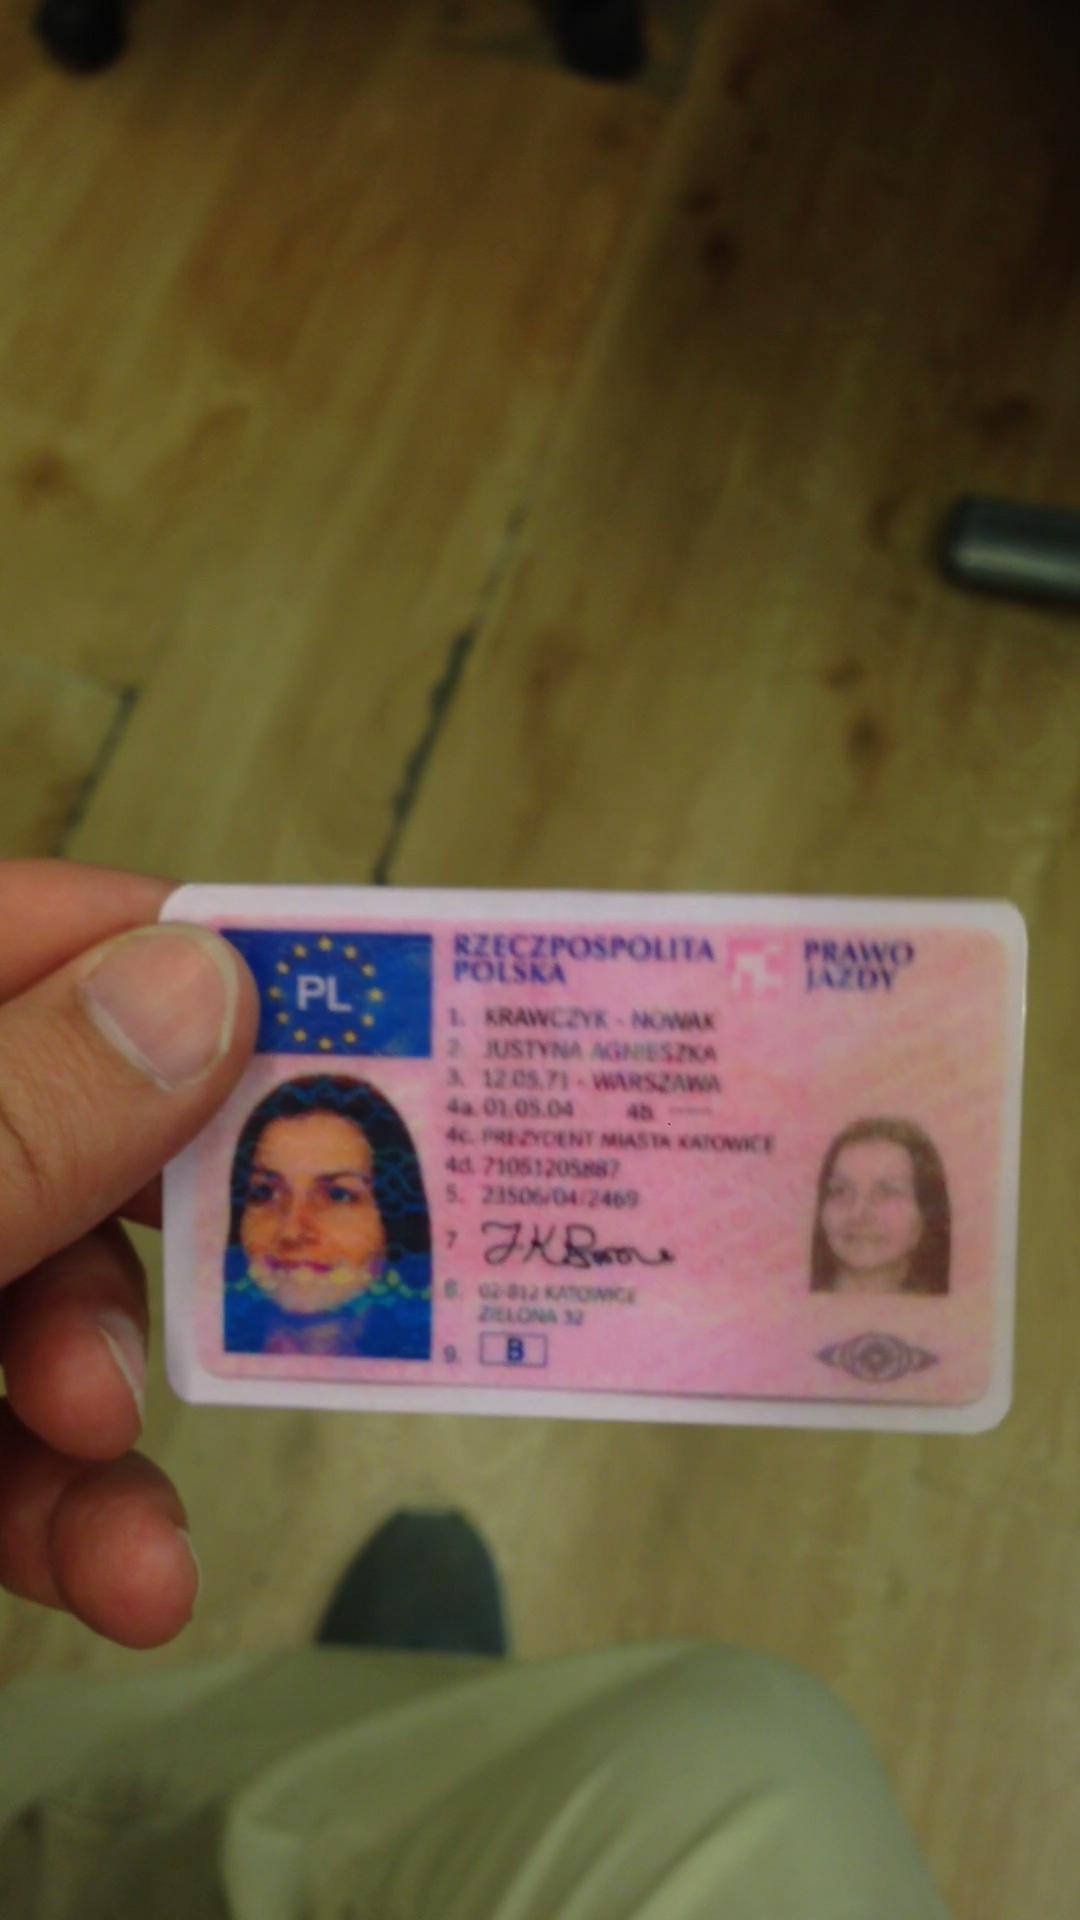 PL
RZECZPOSPOLITA
POLSKA
PRAWO
JAZDY
1. KRAWCZYK - NOWAK
2. JUSTYNA AGNIESZKA
3. 12.05.71 - WARSZAWA
4a. 01.05.04 4b -----
4c. PREZYDENT MIASTA KATOWICE
4d. 71051205887
5. 23506/04/2469
7
8. 02-812 KATOWICE
ZIELONA 32
9. B